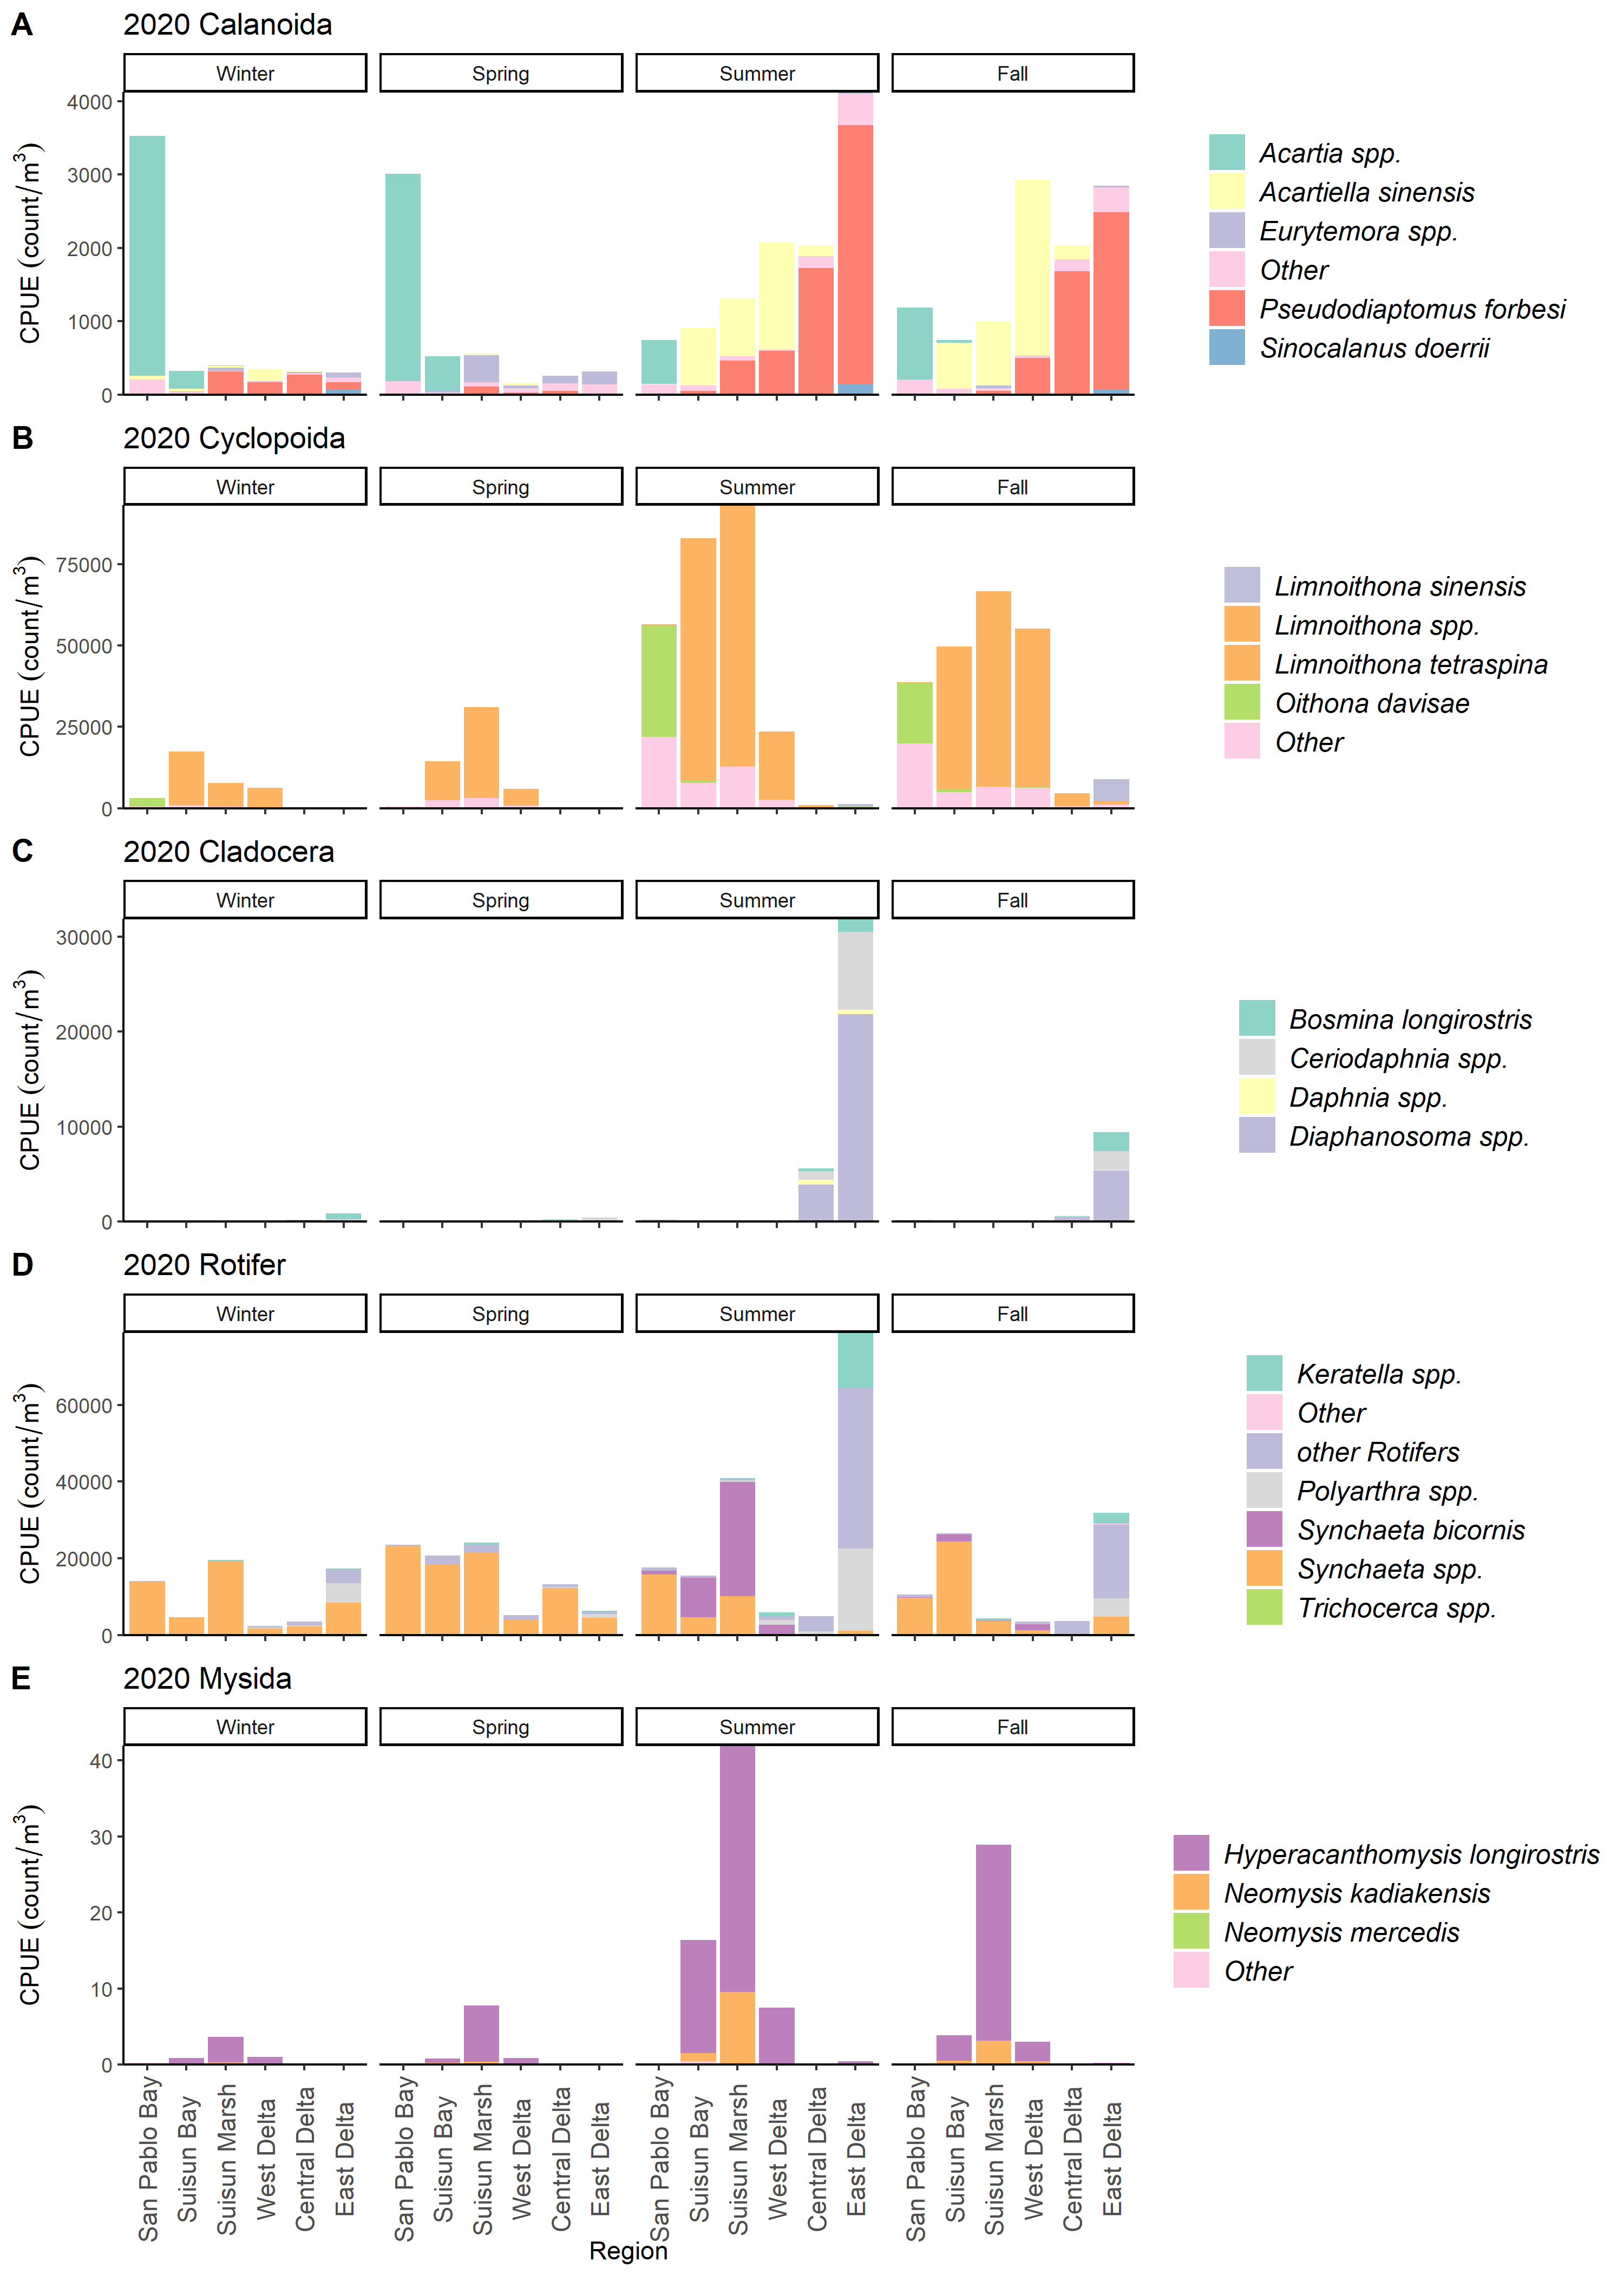 A 2020 Calanoida
Winter Spring Summer Fall
4000
3000
2000
1000
0
CPUE (count/m³)
Acartia spp.
Acartiella sinensis
Eurytemora spp.
Other
Pseudodiaptomus forbesi
Sinocalanus doerrii
B 2020 Cyclopoida
Winter Spring Summer Fall
75000
50000
25000
0
CPUE (count/m³)
Limnoithona sinensis
Limnoithona spp.
Limnoithona tetraspina
Oithona davisae
Other
C 2020 Cladocera
Winter Spring Summer Fall
30000
20000
10000
0
CPUE (count/m³)
Bosmina longirostris
Ceriodaphnia spp.
Daphnia spp.
Diaphanosoma spp.
D 2020 Rotifer
Winter Spring Summer Fall
60000
40000
20000
0
CPUE (count/m³)
Keratella spp.
Other
other Rotifers
Polyarthra spp.
Synchaeta bicornis
Synchaeta spp.
Trichocerca spp.
E 2020 Mysida
Winter Spring Summer Fall
40
30
20
10
0
CPUE (count/m³)
Hyperacanthomysis longirostris
Neomysis kadiakensis
Neomysis mercedis
Other
San Pablo Bay
Suisun Bay
Suisun Marsh
West Delta
Central Delta
East Delta
San Pablo Bay
Suisun Bay
Suisun Marsh
West Delta
Central Delta
East Delta
San Pablo Bay
Suisun Bay
Suisun Marsh
West Delta
Central Delta
East Delta
San Pablo Bay
Suisun Bay
Suisun Marsh
West Delta
Central Delta
East Delta
Region